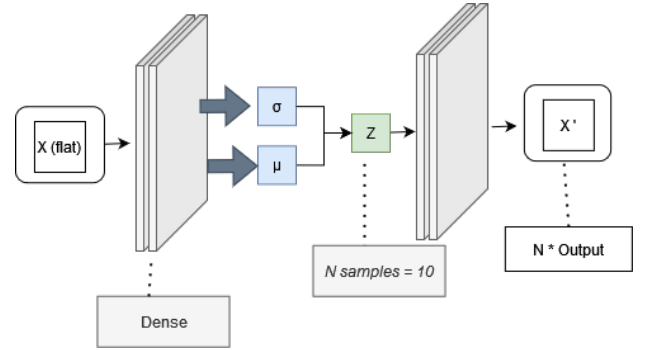 X (flat)
σ
μ
Z
X '
N samples = 10
N * Output
Dense